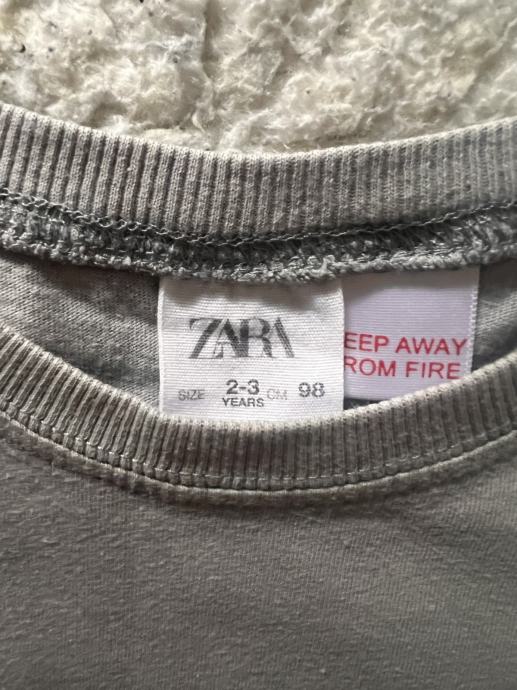 ZARA
SIZE 2-3 YEARS CM 98
EEP AWAY
ROM FIRE